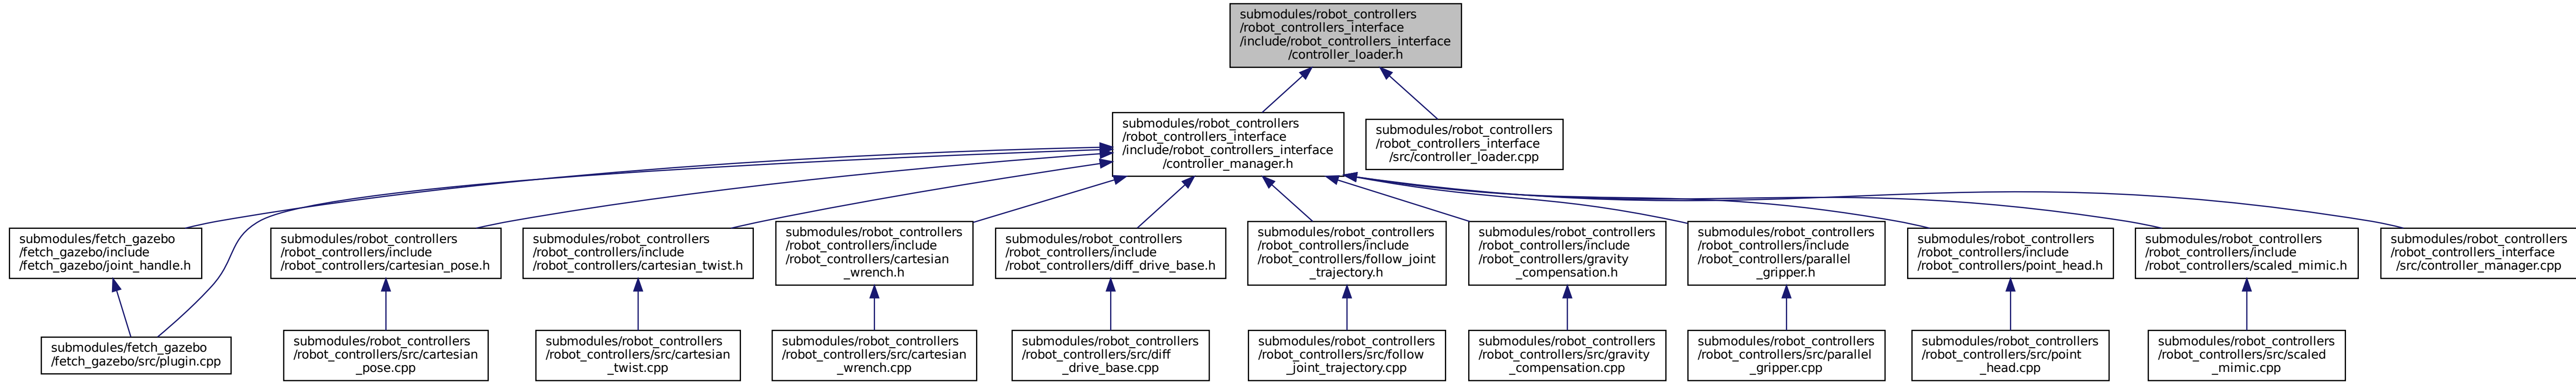 submodules/robot_controllers
/robot_controllers_interface
/include/robot_controllers_interface
/controller_loader.h
submodules/robot_controllers
/robot_controllers_interface
/include/robot_controllers_interface
/controller_manager.h
submodules/robot_controllers
/robot_controllers_interface
/src/controller_loader.cpp
submodules/fetch_gazebo
/fetch_gazebo/include
/fetch_gazebo/joint_handle.h
submodules/robot_controllers
/robot_controllers/include
/robot_controllers/cartesian_pose.h
submodules/robot_controllers
/robot_controllers/include
/robot_controllers/cartesian_twist.h
submodules/robot_controllers
/robot_controllers/include
/robot_controllers/cartesian
_wrench.h
submodules/robot_controllers
/robot_controllers/include
/robot_controllers/diff_drive_base.h
submodules/robot_controllers
/robot_controllers/include
/robot_controllers/follow_joint
_trajectory.h
submodules/robot_controllers
/robot_controllers/include
/robot_controllers/gravity
_compensation.h
submodules/robot_controllers
/robot_controllers/include
/robot_controllers/parallel
_gripper.h
submodules/robot_controllers
/robot_controllers/include
/robot_controllers/point_head.h
submodules/robot_controllers
/robot_controllers/include
/robot_controllers/scaled_mimic.h
submodules/robot_controllers
/robot_controllers_interface
/src/controller_manager.cpp
submodules/fetch_gazebo
/fetch_gazebo/src/plugin.cpp
submodules/robot_controllers
/robot_controllers/src/cartesian
_pose.cpp
submodules/robot_controllers
/robot_controllers/src/cartesian
_twist.cpp
submodules/robot_controllers
/robot_controllers/src/cartesian
_wrench.cpp
submodules/robot_controllers
/robot_controllers/src/diff
_drive_base.cpp
submodules/robot_controllers
/robot_controllers/src/follow
_joint_trajectory.cpp
submodules/robot_controllers
/robot_controllers/src/gravity
_compensation.cpp
submodules/robot_controllers
/robot_controllers/src/parallel
_gripper.cpp
submodules/robot_controllers
/robot_controllers/src/point
_head.cpp
submodules/robot_controllers
/robot_controllers/src/scaled
_mimic.cpp